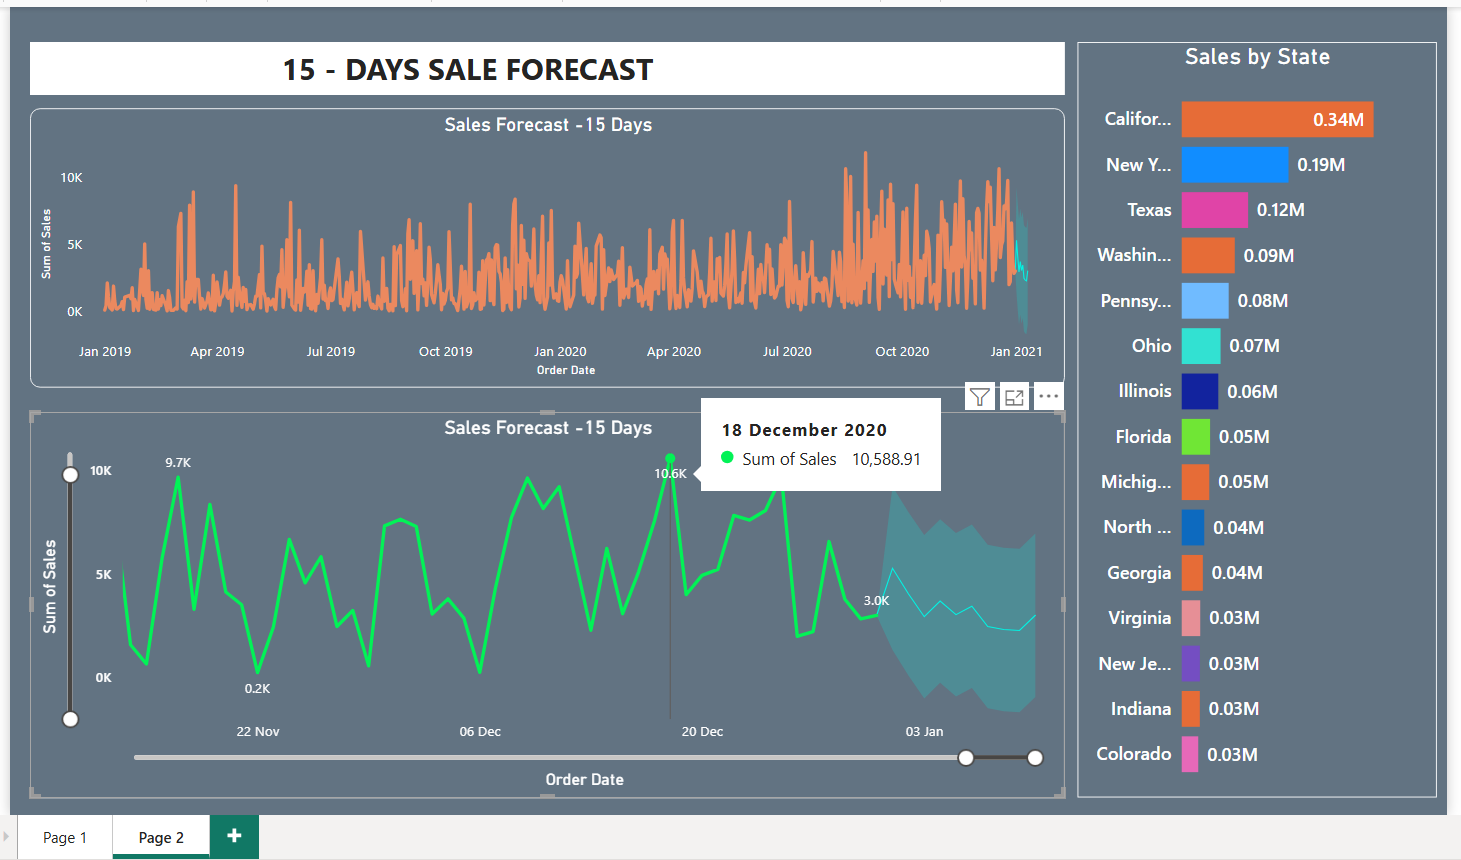 15 - DAYS SALE FORECAST
Sales Forecast -15 Days
Sum of Sales
10K
5K
0K
Jan 2019 Apr 2019 Jul 2019 Oct 2019 Jan 2020 Apr 2020 Jul 2020 Oct 2020 Jan 2021
Order Date
Sales Forecast -15 Days
Sum of Sales
10K
5K
0K
9.7K
0.2K
10.6K
3.0K
18 December 2020
Sum of Sales 10,588.91
22 Nov 06 Dec 20 Dec 03 Jan
Order Date
Sales by State
Califor... 0.34M
New Y... 0.19M
Texas 0.12M
Washin... 0.09M
Pennsy... 0.08M
Ohio 0.07M
Illinois 0.06M
Florida 0.05M
Michig... 0.05M
North ... 0.04M
Georgia 0.04M
Virginia 0.03M
New Je... 0.03M
Indiana 0.03M
Colorado 0.03M
Page 1 Page 2